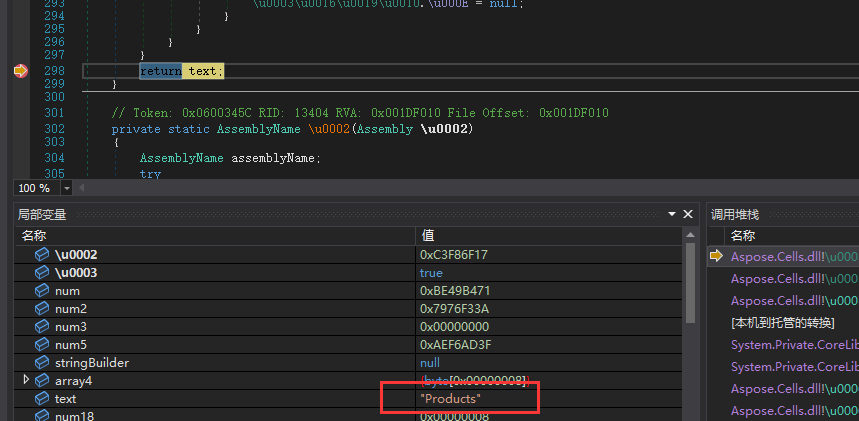 293 \u0003\u0016\u0019\u0010.\u000E = null;
294 }
295 }
296 }
297 }
298 return text;
299 }
300
301 // Token: 0x0600345C RID: 13404 RVA: 0x001DF010 File Offset: 0x001DF010
302 private static AssemblyName \u0002(Assembly \u0002)
303 {
304 AssemblyName assemblyName;
305 try
100 %
局部变量
名称 值
\u0002 0xC3F86F17
\u0003 true
num 0xBE49B471
num2 0x7976F33A
num3 0x00000000
num5 0xAEF6AD3F
stringBuilder null
array4 {byte[0x00000008]}
text "Products"
num18 0x00000008
调用堆栈
名称
Aspose.Cells.dll!\u000
Aspose.Cells.dll!\u000
Aspose.Cells.dll!\u000
[本机到托管的转换]
System.Private.CoreLib
System.Private.CoreLib
Aspose.Cells.dll!\u000
Aspose.Cells.dll!\u000
Aspose.Cells.dll!\u000